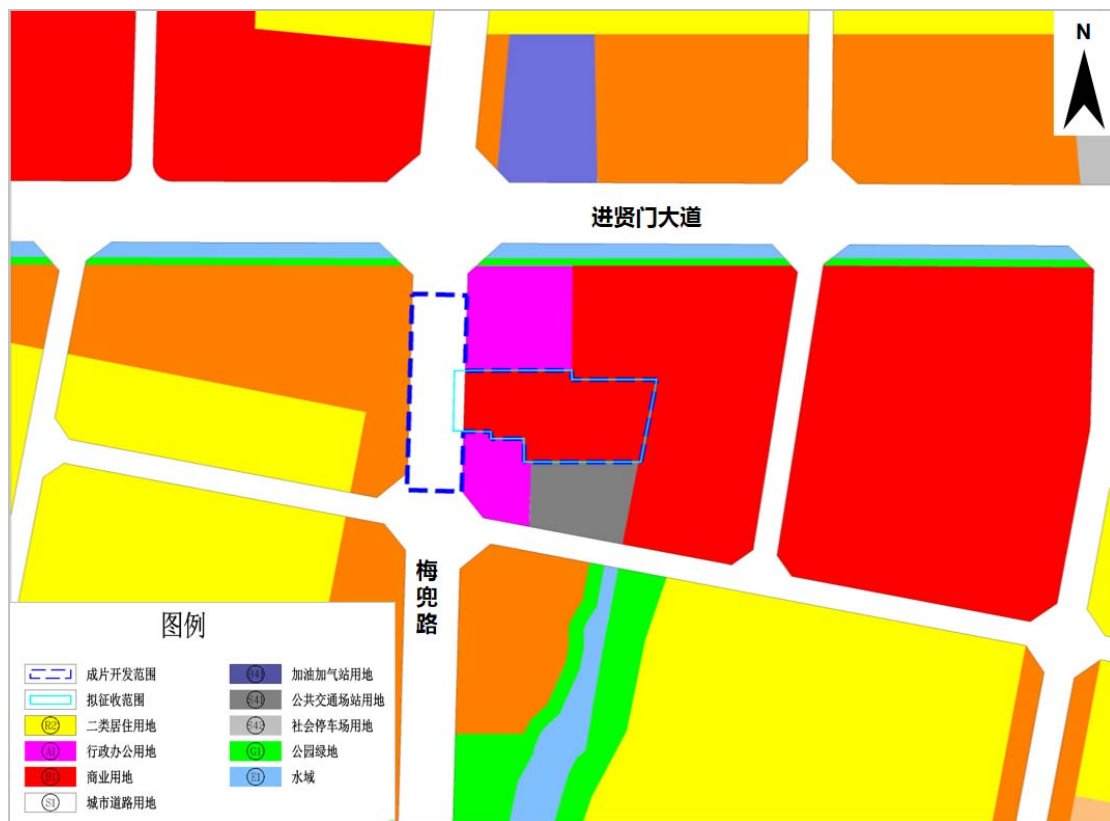 N
进贤门大道
梅兜路
图例
成片开发范围
拟征收范围
R2 二类居住用地
A1 行政办公用地
B1 商业用地
S1 城市道路用地
B41 加油加气站用地
S41 公共交通场站用地
S42 社会停车场用地
G1 公园绿地
E1 水域